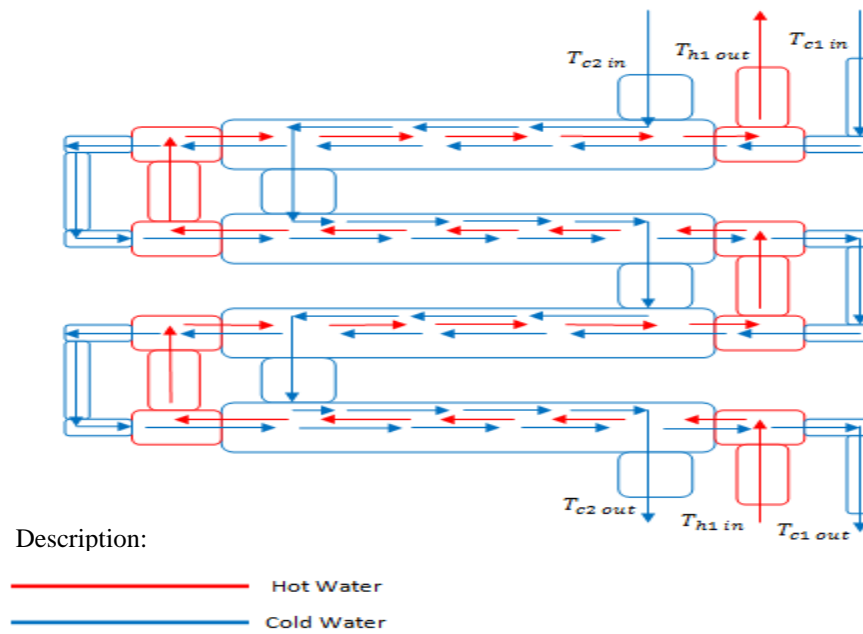 T_{c2 in}
T_{h1 out}
T_{c1 in}
T_{c2 out}
T_{h1 in}
T_{c1 out}
Description:
Hot Water
Cold Water